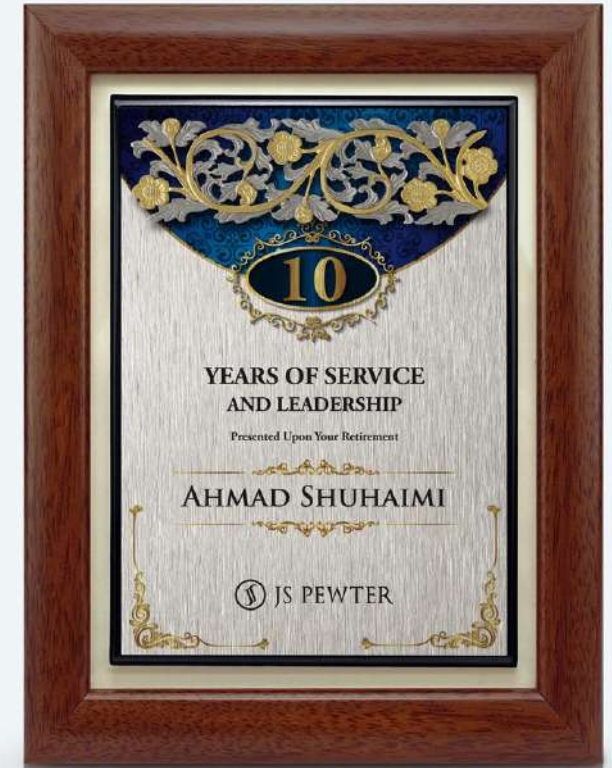 10
YEARS OF SERVICE
AND LEADERSHIP
Presented Upon Your Retirement
AHMAD SHUHAIMI
JS PEWTER